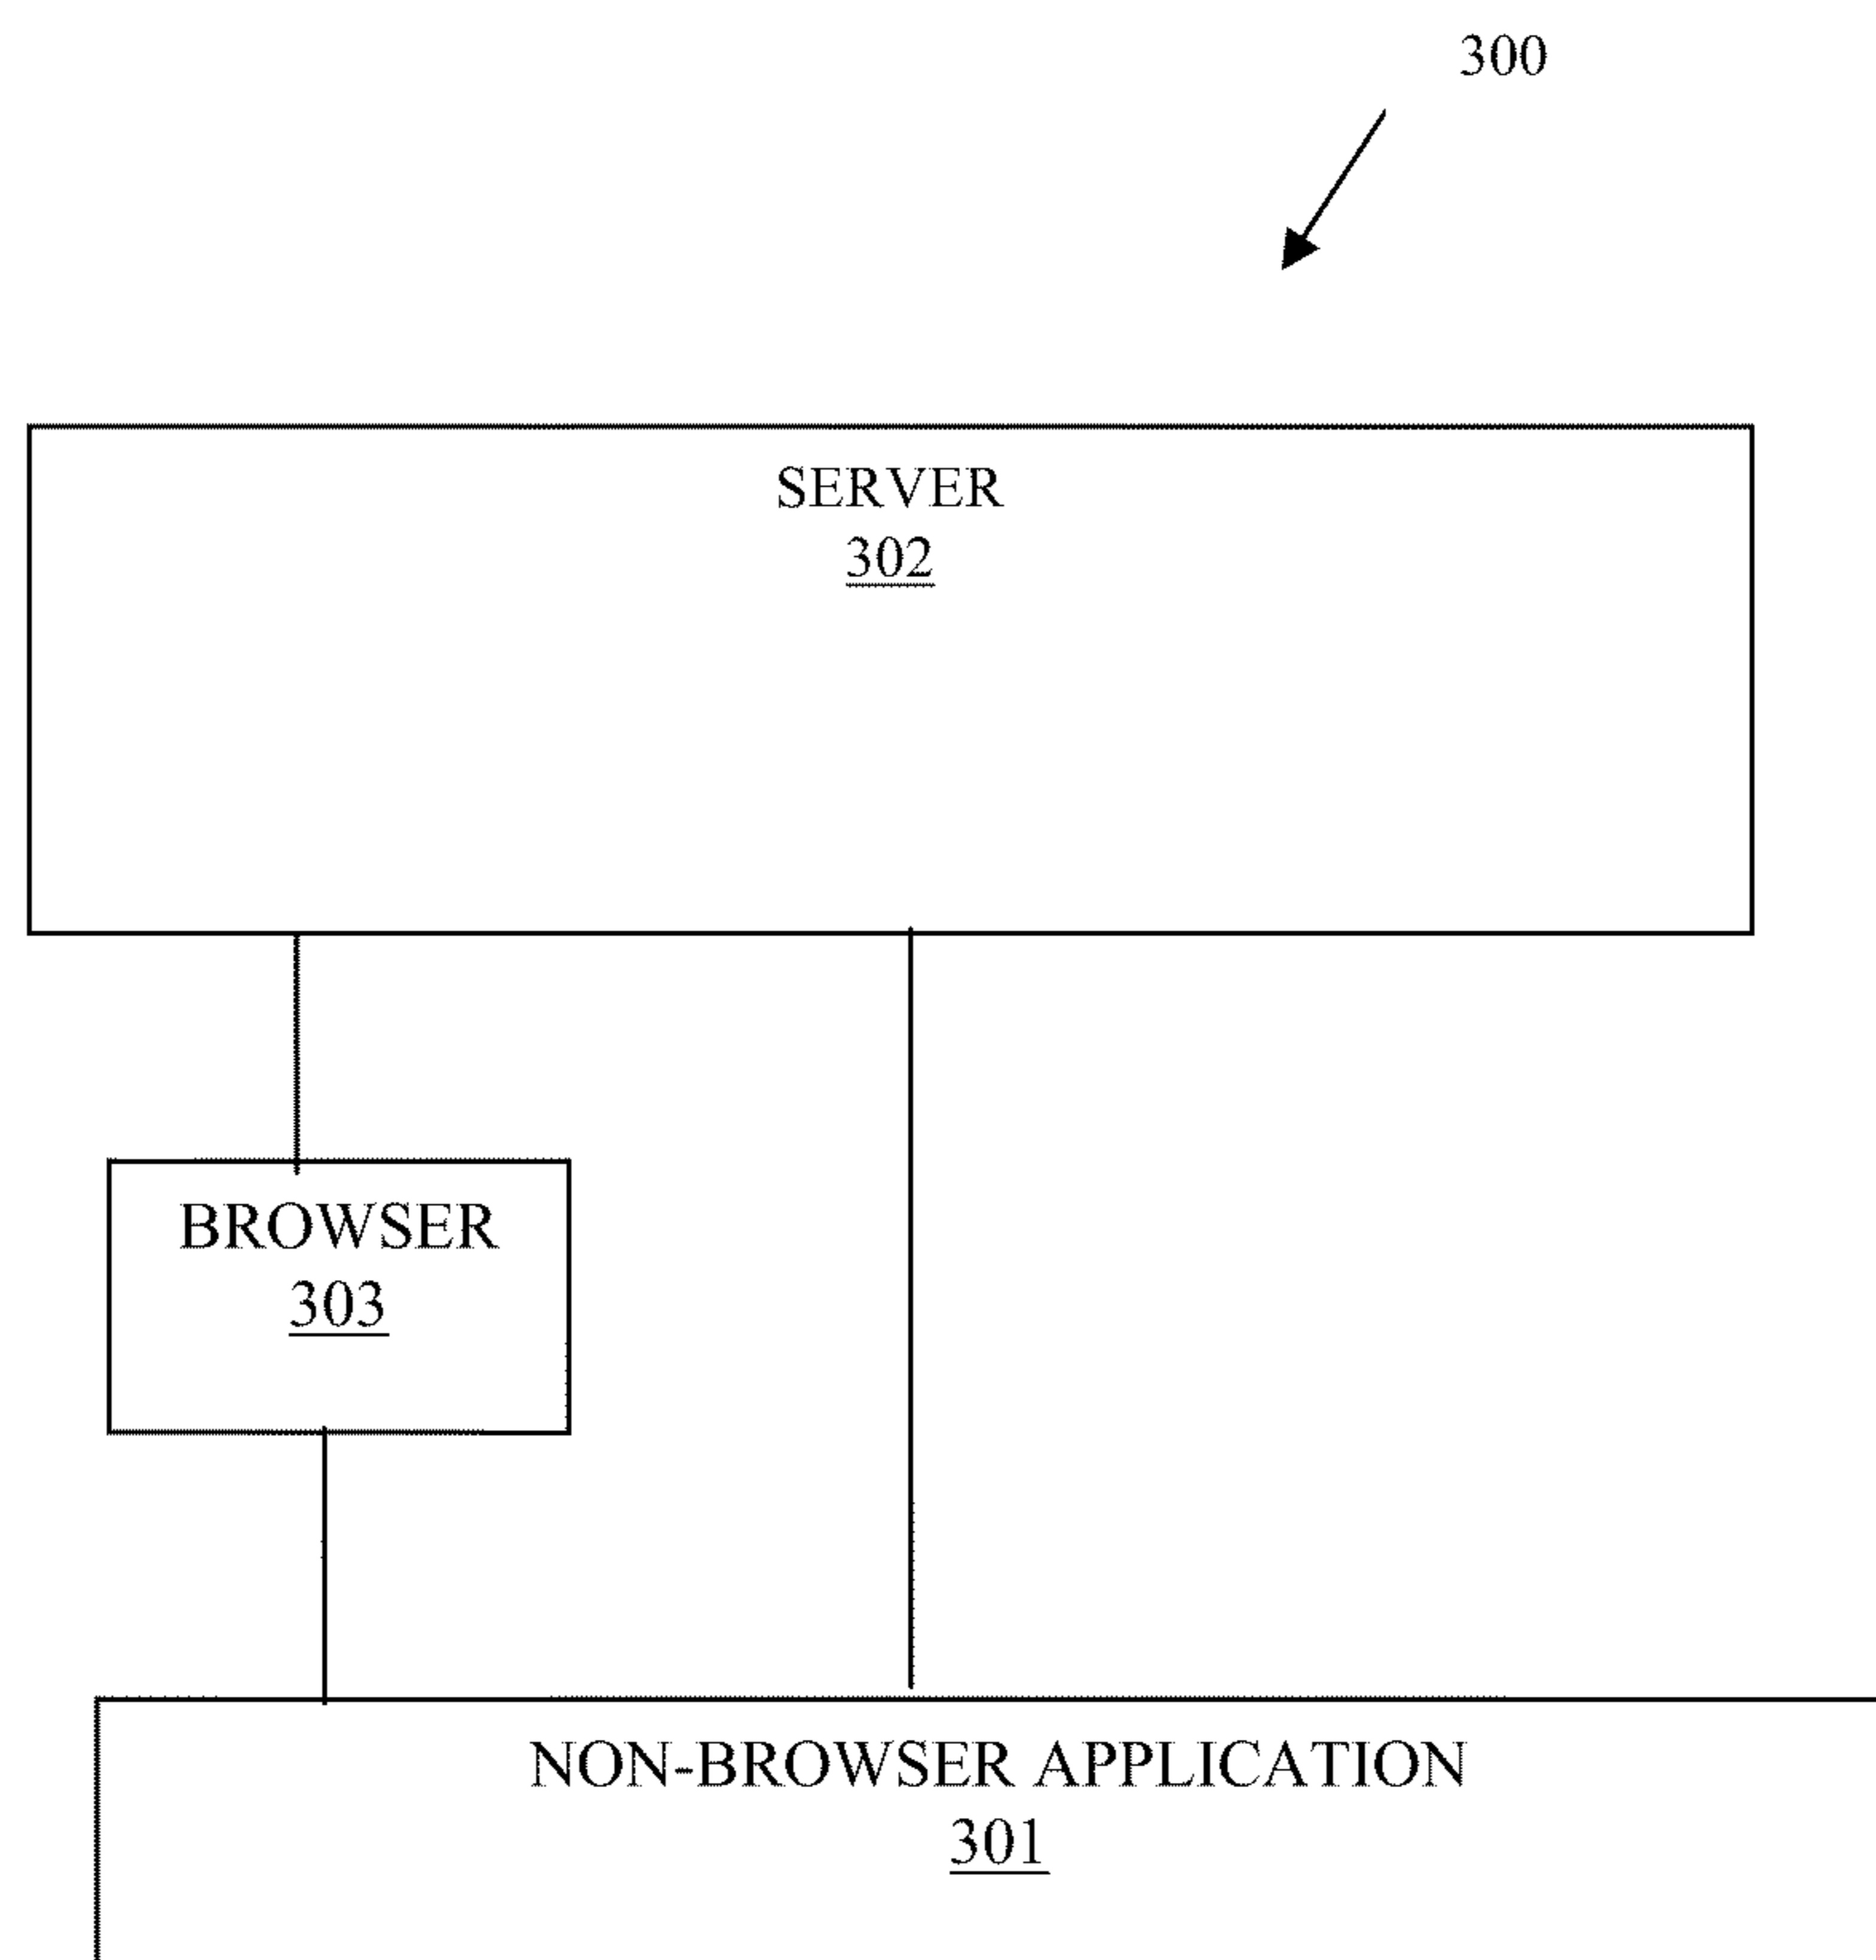 300
SERVER
302
BROWSER
303
NON-BROWSER APPLICATION
301